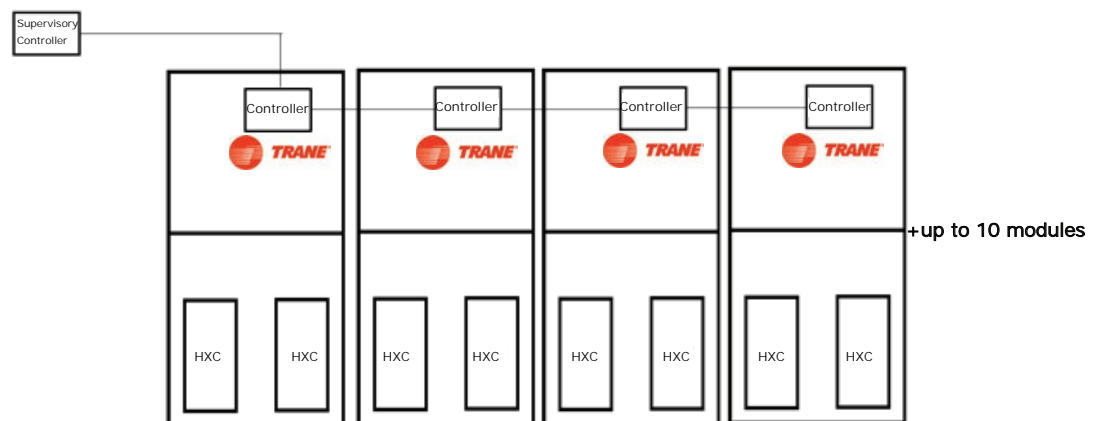 Supervisory
Controller
Controller
Controller
Controller
Controller
TRANE
TRANE
TRANE
TRANE
+up to 10 modules
HXC
HXC
HXC
HXC
HXC
HXC
HXC
HXC